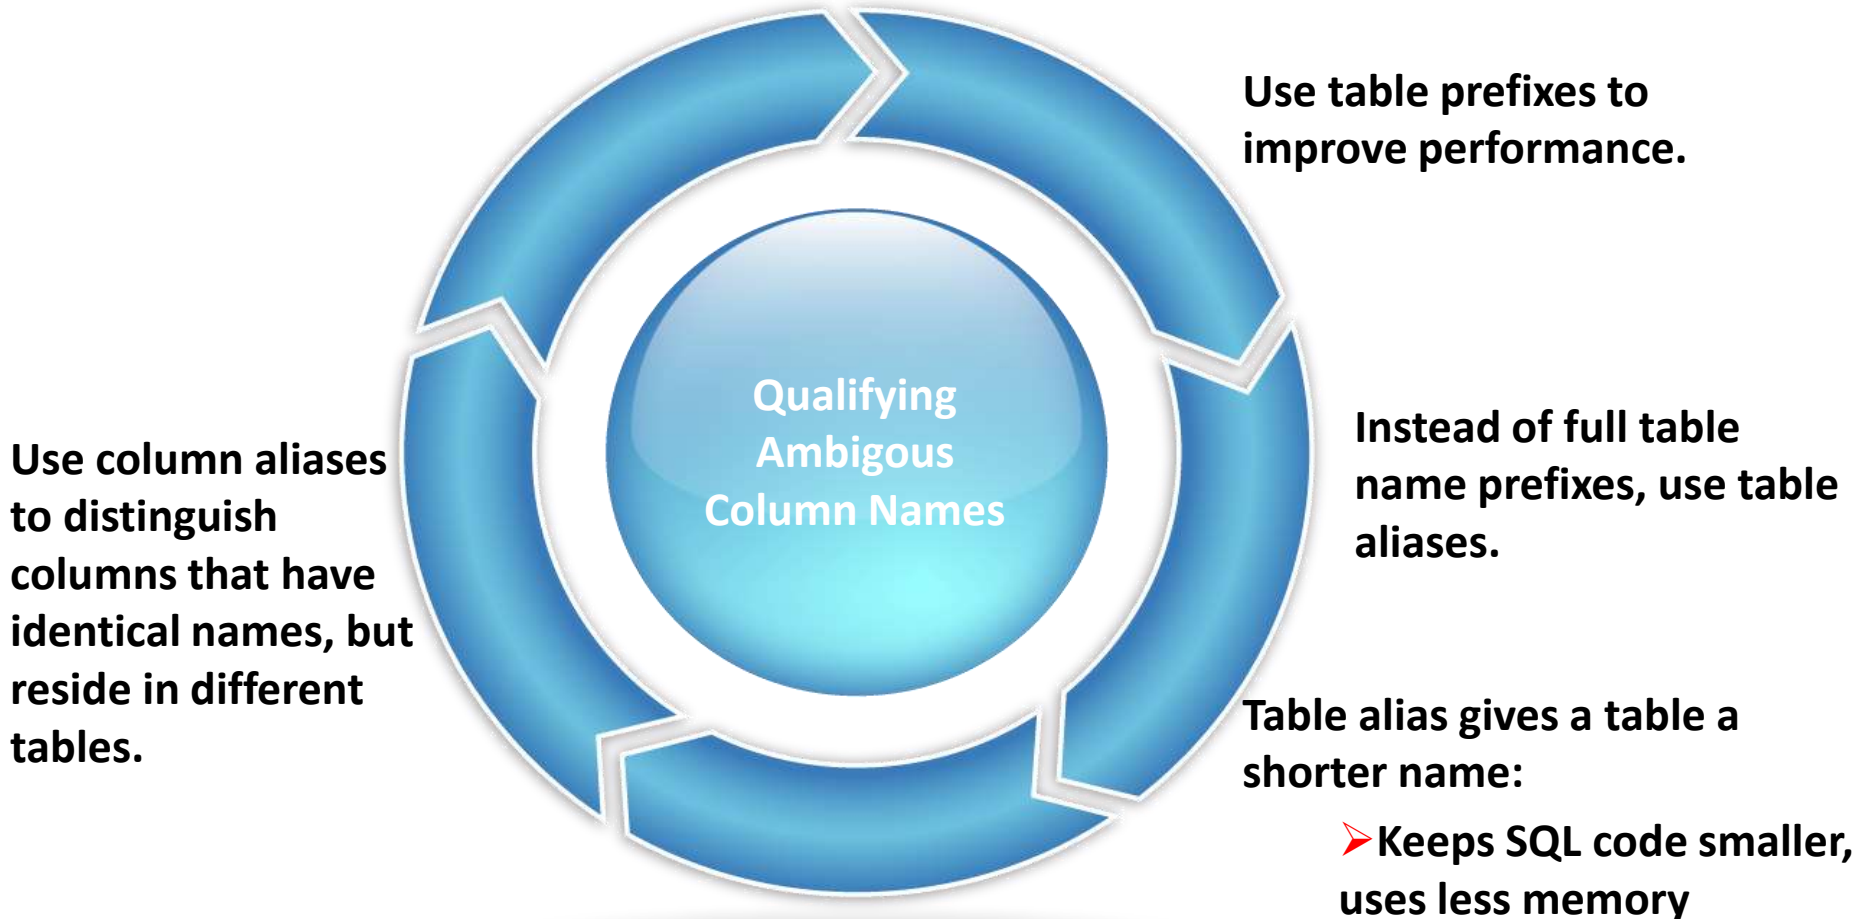 Use table prefixes to
improve performance.
Qualifying
Ambigous
Column Names
Instead of full table
name prefixes, use table
aliases.
Use column aliases
to distinguish
columns that have
identical names, but
reside in different
tables.
Table alias gives a table a
shorter name:
➢Keeps SQL code smaller,
uses less memory